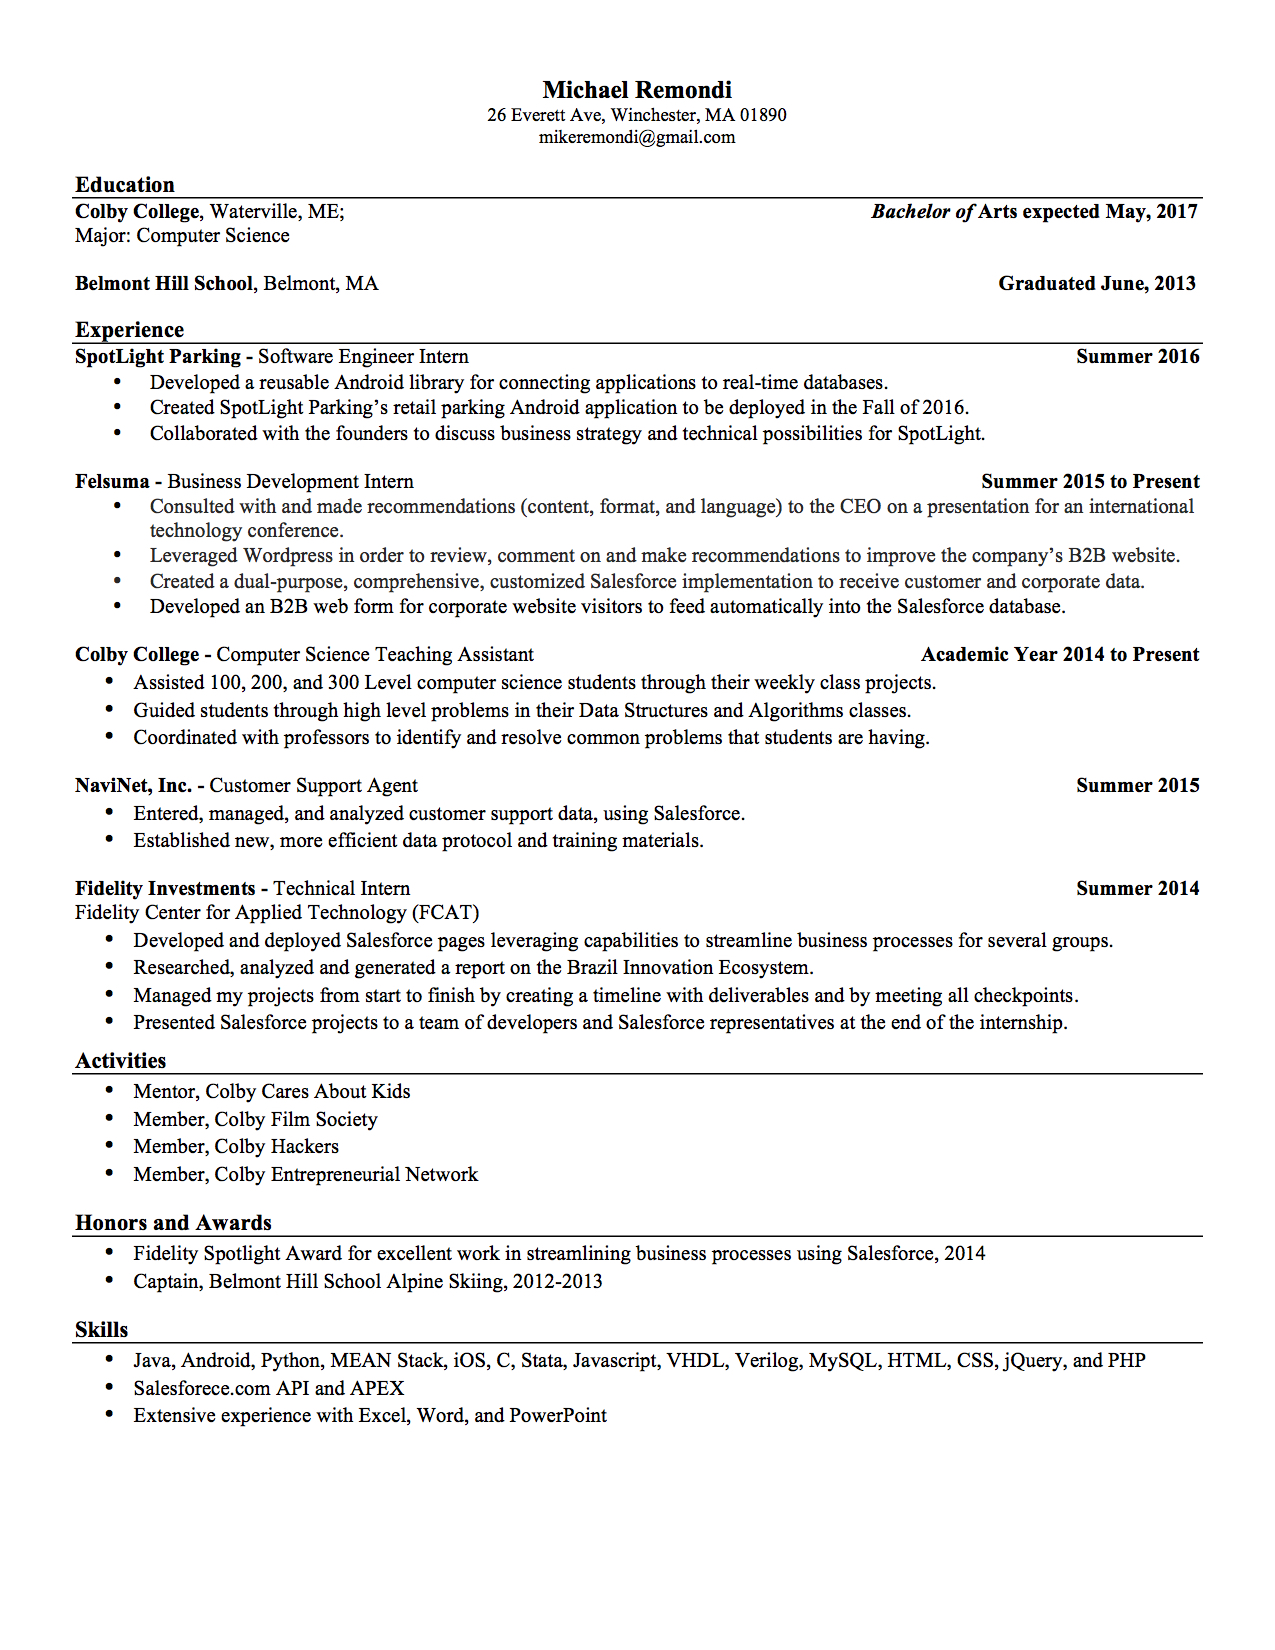 Michael Remondi
26 Everett Ave, Winchester, MA 01890
mikeremondi@gmail.com
Education
Colby College, Waterville, ME; Bachelor of Arts expected May, 2017
Major: Computer Science
Belmont Hill School, Belmont, MA Graduated June, 2013
Experience
SpotLight Parking - Software Engineer Intern Summer 2016
• Developed a reusable Android library for connecting applications to real-time databases.
• Created SpotLight Parking’s retail parking Android application to be deployed in the Fall of 2016.
• Collaborated with the founders to discuss business strategy and technical possibilities for SpotLight.
Felsuma - Business Development Intern Summer 2015 to Present
• Consulted with and made recommendations (content, format, and language) to the CEO on a presentation for an international
technology conference.
• Leveraged Wordpress in order to review, comment on and make recommendations to improve the company’s B2B website.
• Created a dual-purpose, comprehensive, customized Salesforce implementation to receive customer and corporate data.
• Developed an B2B web form for corporate website visitors to feed automatically into the Salesforce database.
Colby College - Computer Science Teaching Assistant Academic Year 2014 to Present
• Assisted 100, 200, and 300 Level computer science students through their weekly class projects.
• Guided students through high level problems in their Data Structures and Algorithms classes.
• Coordinated with professors to identify and resolve common problems that students are having.
NaviNet, Inc. - Customer Support Agent Summer 2015
• Entered, managed, and analyzed customer support data, using Salesforce.
• Established new, more efficient data protocol and training materials.
Fidelity Investments - Technical Intern Summer 2014
Fidelity Center for Applied Technology (FCAT)
• Developed and deployed Salesforce pages leveraging capabilities to streamline business processes for several groups.
• Researched, analyzed and generated a report on the Brazil Innovation Ecosystem.
• Managed my projects from start to finish by creating a timeline with deliverables and by meeting all checkpoints.
• Presented Salesforce projects to a team of developers and Salesforce representatives at the end of the internship.
Activities
• Mentor, Colby Cares About Kids
• Member, Colby Film Society
• Member, Colby Hackers
• Member, Colby Entrepreneurial Network
Honors and Awards
• Fidelity Spotlight Award for excellent work in streamlining business processes using Salesforce, 2014
• Captain, Belmont Hill School Alpine Skiing, 2012-2013
Skills
• Java, Android, Python, MEAN Stack, iOS, C, Stata, Javascript, VHDL, Verilog, MySQL, HTML, CSS, jQuery, and PHP
• Salesforece.com API and APEX
• Extensive experience with Excel, Word, and PowerPoint